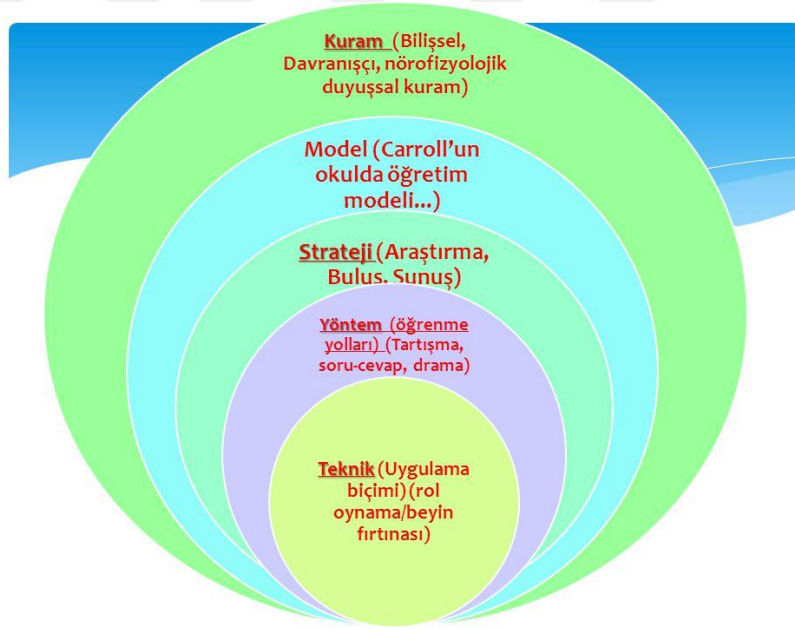 Kuram (Bilişsel,
Davranışçı, nörofizyolojik
duyuşsal kuram)
Model (Carroll'un
okulda öğretim
modeli...)
Strateji (Araştırma,
Buluş, Sunuş)
Yöntem (öğrenme
yolları) (Tartışma,
soru-cevap, drama)
Teknik (Uygulama
biçimi) (rol
oynama/beyin
fırtınası)